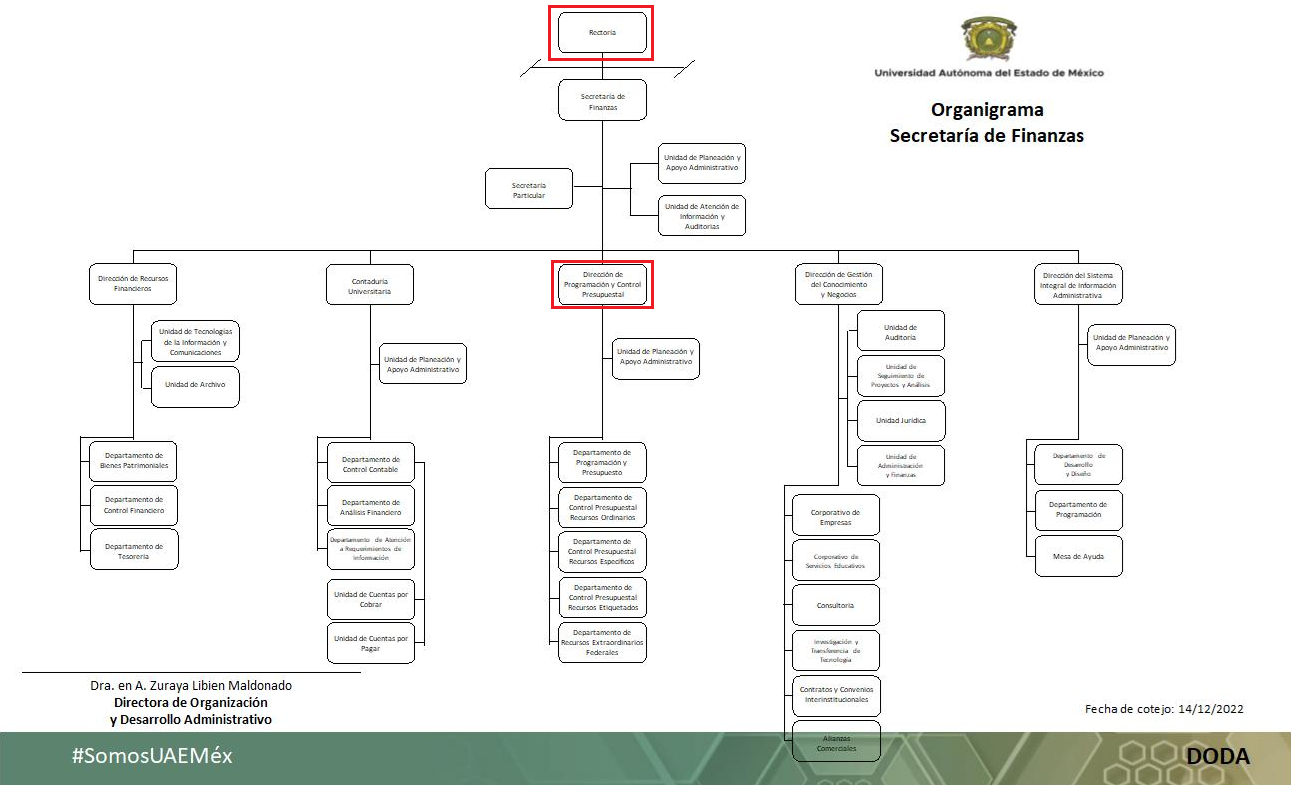 Rectoría
Universidad Autónoma del Estado de México
Organigrama
Secretaría de Finanzas
Secretaría de
Finanzas
Unidad de Planeación y
Apoyo Administrativo
Secretaría
Particular
Unidad de Atención de
Información y
Auditorías
Dirección de Recursos
Financieros
Contaduría
Universitaria
Dirección de
Programación y Control
Presupuestal
Dirección de Gestión
del Conocimiento
y Negocios
Dirección del Sistema
Integral de Información
Administrativa
Unidad de Tecnologías
de la Información y
Comunicaciones
Unidad de Archivo
Departamento de
Bienes Patrimoniales
Departamento de
Control Financiero
Departamento de
Tesorería
Unidad de Planeación y
Apoyo Administrativo
Departamento de
Control Contable
Departamento de
Análisis Financiero
Departamento de Atención
a Requerimientos de
Información
Unidad de Cuentas por
Cobrar
Unidad de Cuentas por
Pagar
Unidad de Planeación y
Apoyo Administrativo
Departamento de
Programación y
Presupuesto
Departamento de
Control Presupuestal
Recursos Ordinarios
Departamento de
Control Presupuestal
Recursos Específicos
Departamento de
Control Presupuestal
Recursos Etiquetados
Departamento de
Recursos Extraordinarios
Federales
Unidad de
Auditoría
Unidad de
Seguimiento de
Proyectos y Análisis
Unidad Jurídica
Unidad de
Administración
y Finanzas
Corporativo de
Empresas
Corporativo de
Servicios Educativos
Consultoría
Investigación y
Transferencia de
Tecnología
Contratos y Convenios
Interinstitucionales
Alianzas
Comerciales
Unidad de Planeación y
Apoyo Administrativo
Departamento de
Desarrollo
y Diseño
Departamento de
Programación
Mesa de Ayuda
Dra. en A. Zuraya Libien Maldonado
Directora de Organización
y Desarrollo Administrativo
Fecha de cotejo: 14/12/2022
#SomosUAEMéx
DODA